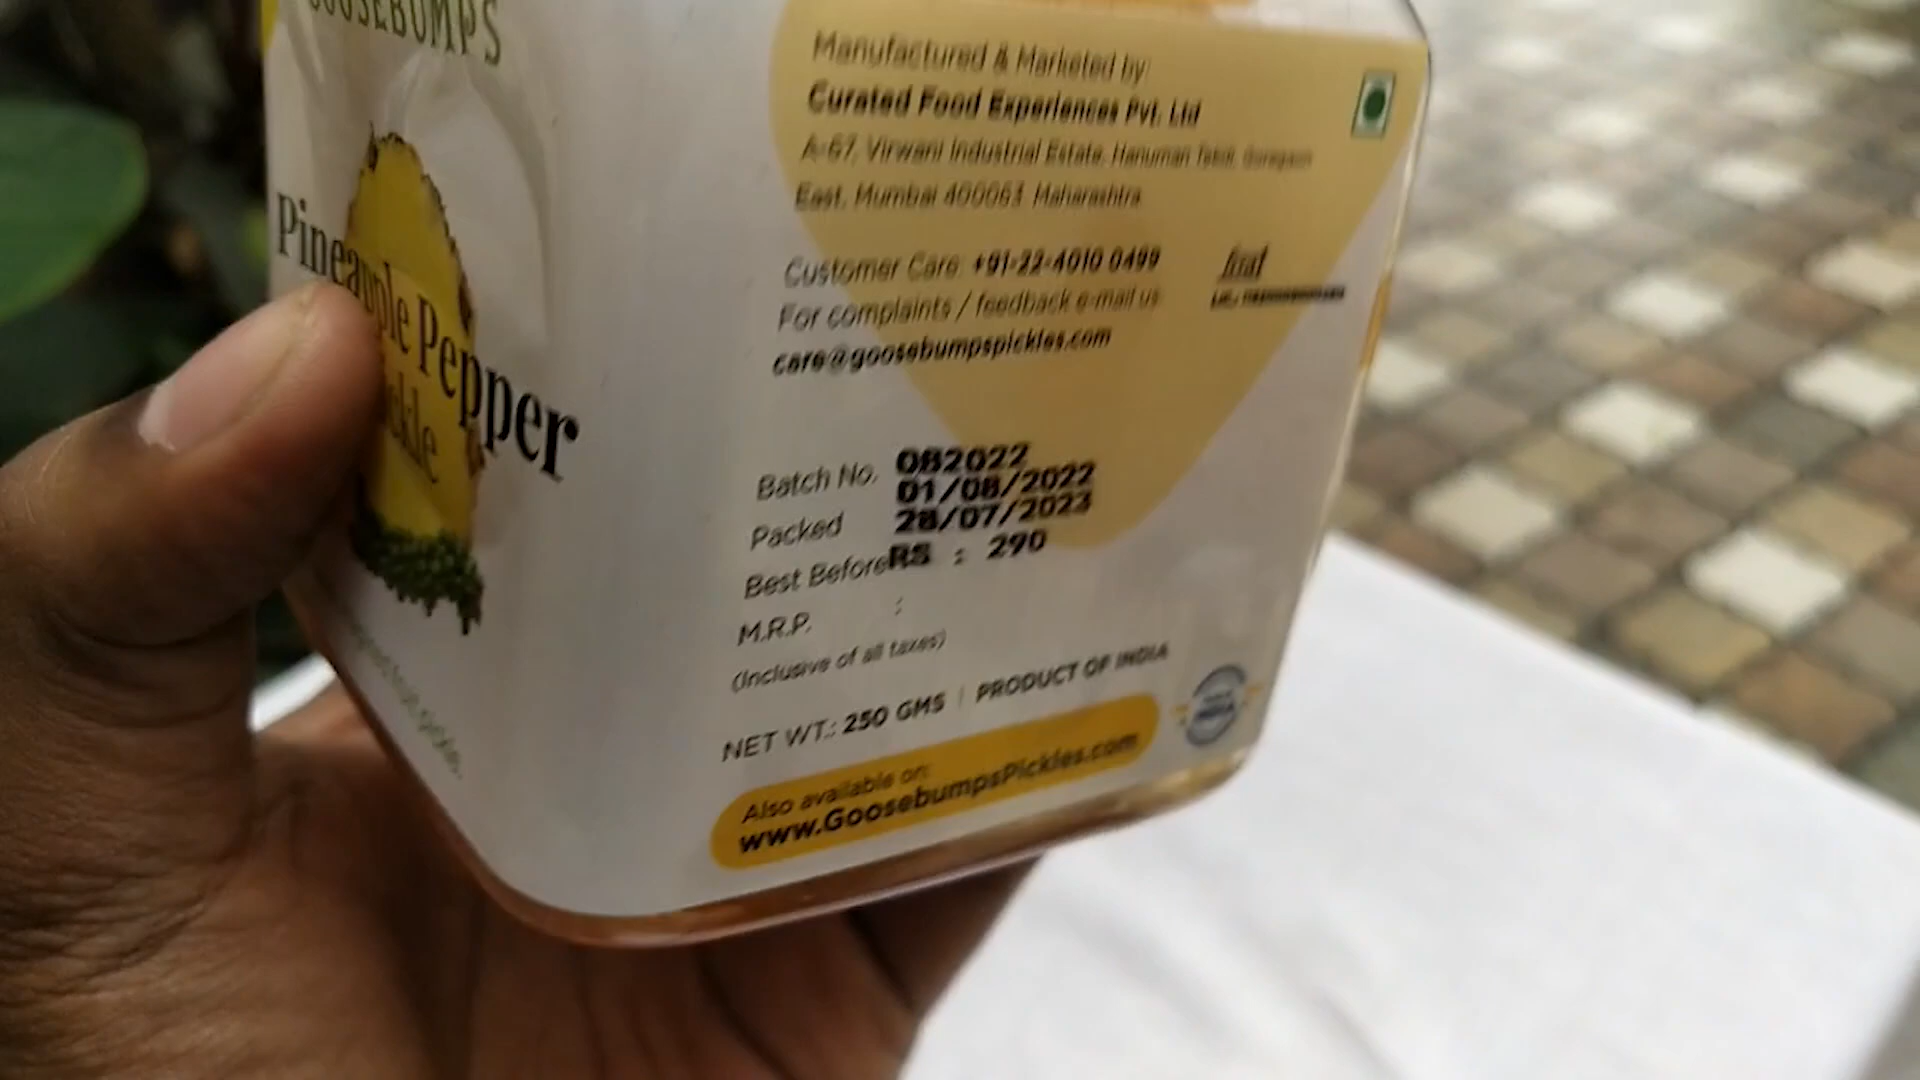 GOOSEBUMPS
Pineapple Pepper
Manufactured & Marketed by:
Curated Food Experiences Pvt. Ltd
A-67, Virwani Industrial Estate, Hanuman Tekdi, Goregaon
East, Mumbai 400063 Maharashtra
Customer Care: +91-22-4010 0499
For complaints / feedback e-mail us
care@goosebumpspickles.com
fssai
Batch No. OB2022
Packed 01/08/2022
Best Before 28/07/2023
M.R.P. : RS : 290
(Inclusive of all taxes)
NET WT.: 250 GMS | PRODUCT OF INDIA
Also available on:
www.GoosebumpsPickles.com
INDIA